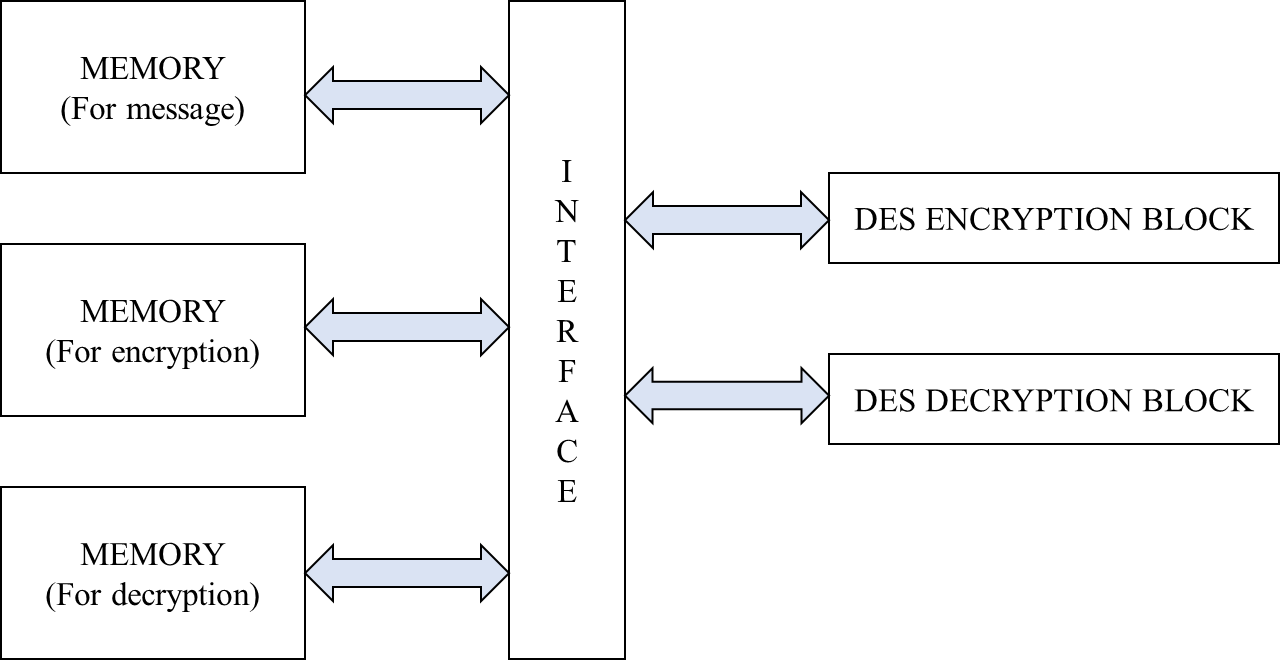 MEMORY
(For message)
MEMORY
(For encryption)
MEMORY
(For decryption)
I
N
T
E
R
F
A
C
E
DES ENCRYPTION BLOCK
DES DECRYPTION BLOCK